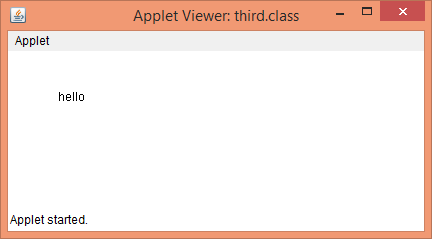 Applet Viewer: third.class
Applet
hello
Applet started.